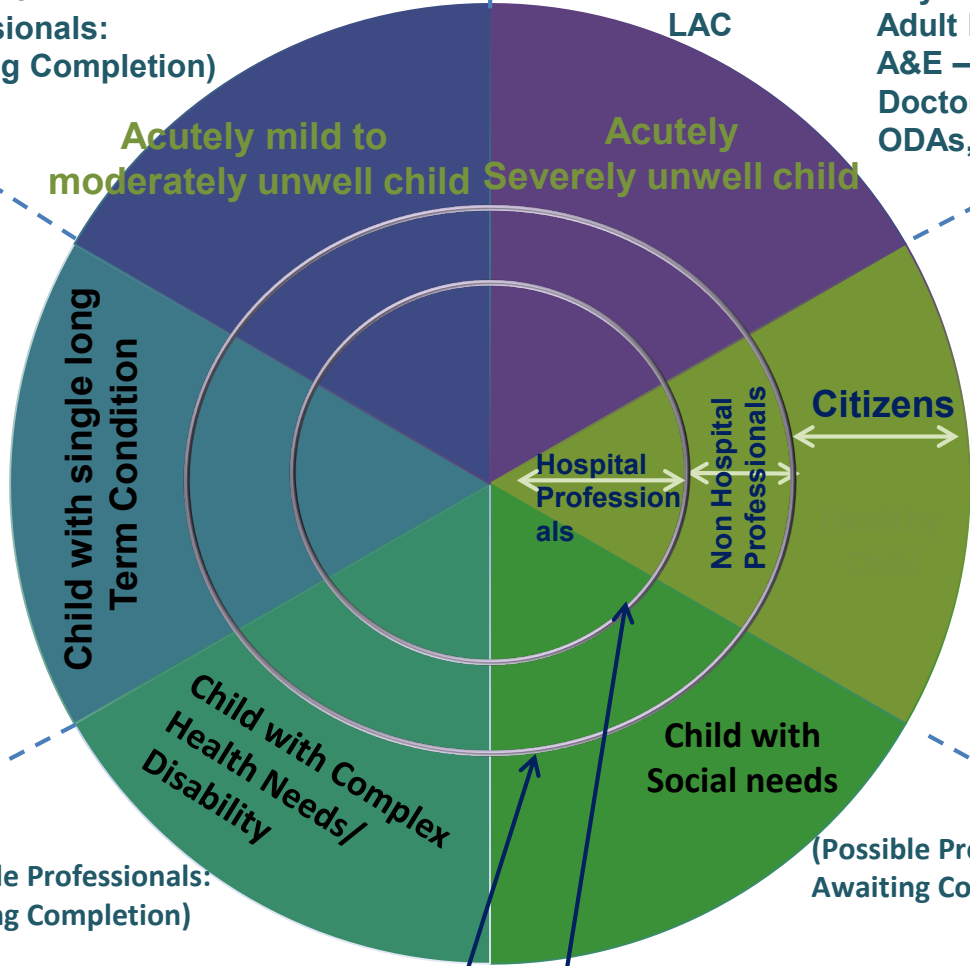 sionals:
g Completion)
LAC
Adult
A&E –
Doctor
ODAs,
Acutely mild to
moderately unwell child
Acutely
Severely unwell child
Child with single long
Term Condition
Citizens
Hospital
Profession
als
Non Hospital
Professionals
Child with Complex
Health Needs/
Disability
Child with
Social needs
le Professionals:
ng Completion)
(Possible Pro
Awaiting Co